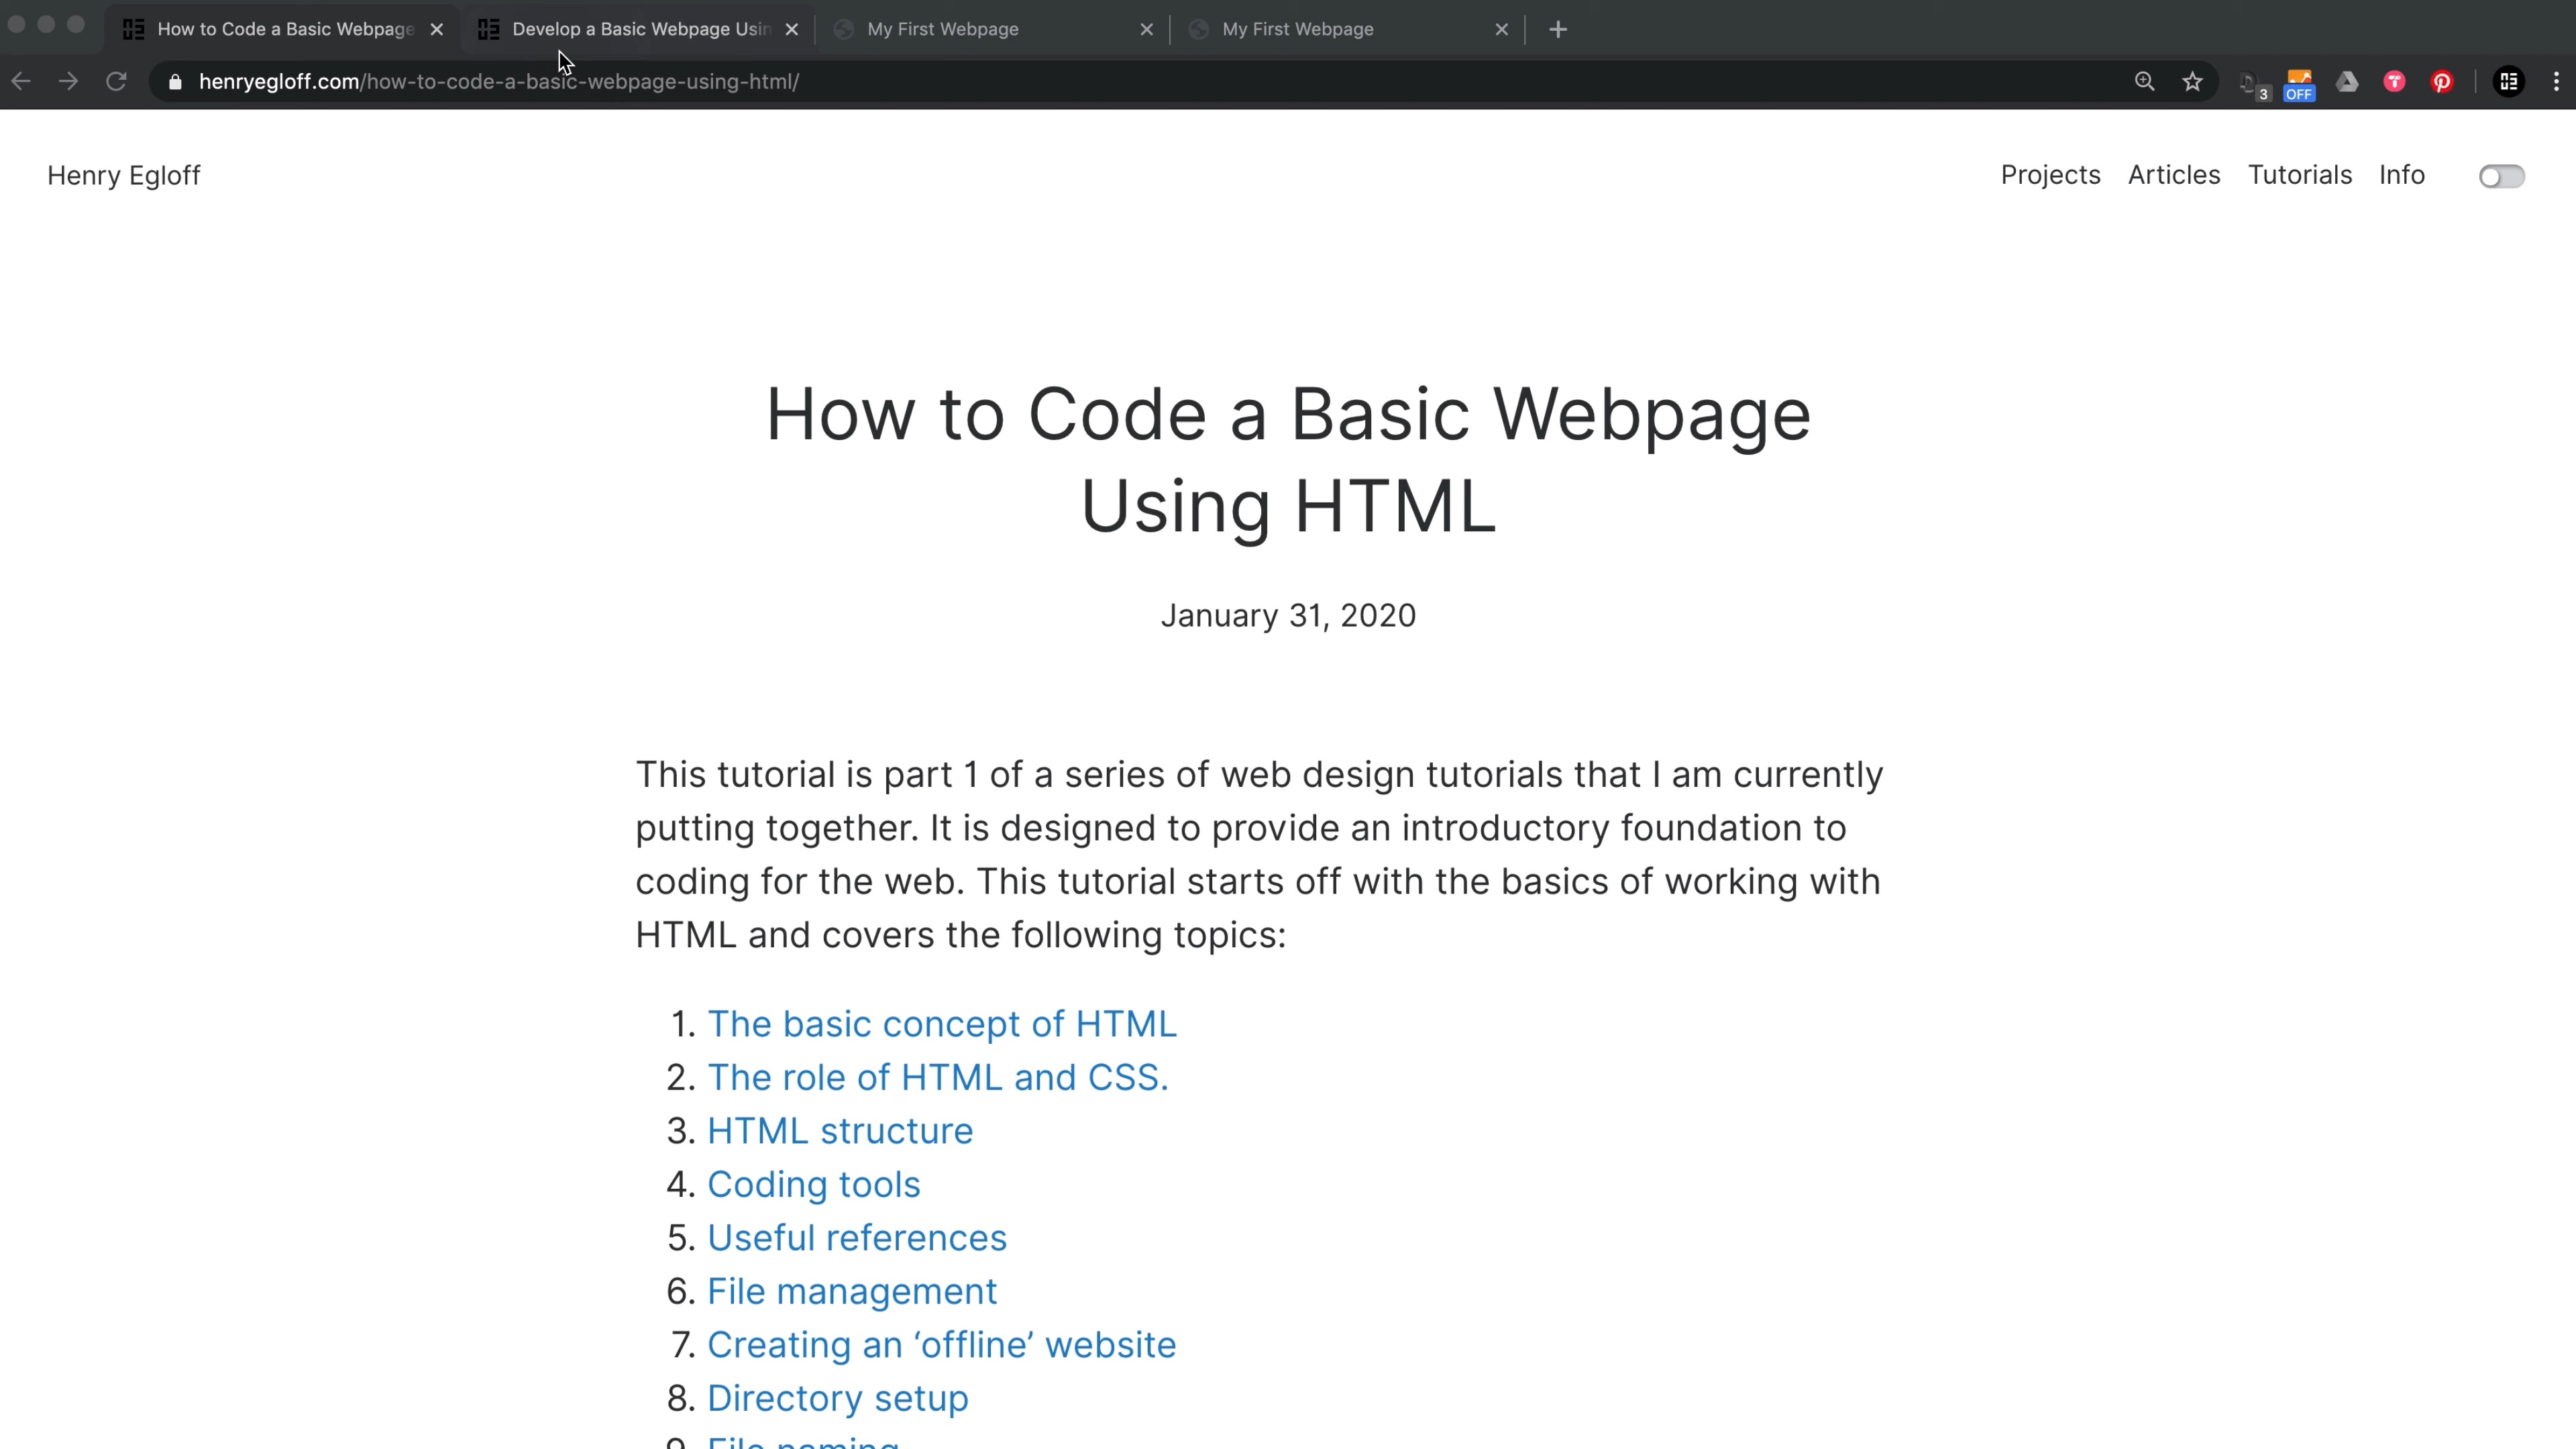 How to Code a Basic Webpage
Develop a Basic Webpage Usin
My First Webpage
My First Webpage
henryegloff.com/how-to-code-a-basic-webpage-using-html/
3
OFF
Henry Egloff
Projects Articles Tutorials Info
How to Code a Basic Webpage
Using HTML
January 31, 2020
This tutorial is part 1 of a series of web design tutorials that I am currently
putting together. It is designed to provide an introductory foundation to
coding for the web. This tutorial starts off with the basics of working with
HTML and covers the following topics:
1. The basic concept of HTML
2. The role of HTML and CSS.
3. HTML structure
4. Coding tools
5. Useful references
6. File management
7. Creating an ‘offline’ website
8. Directory setup
9. File naming